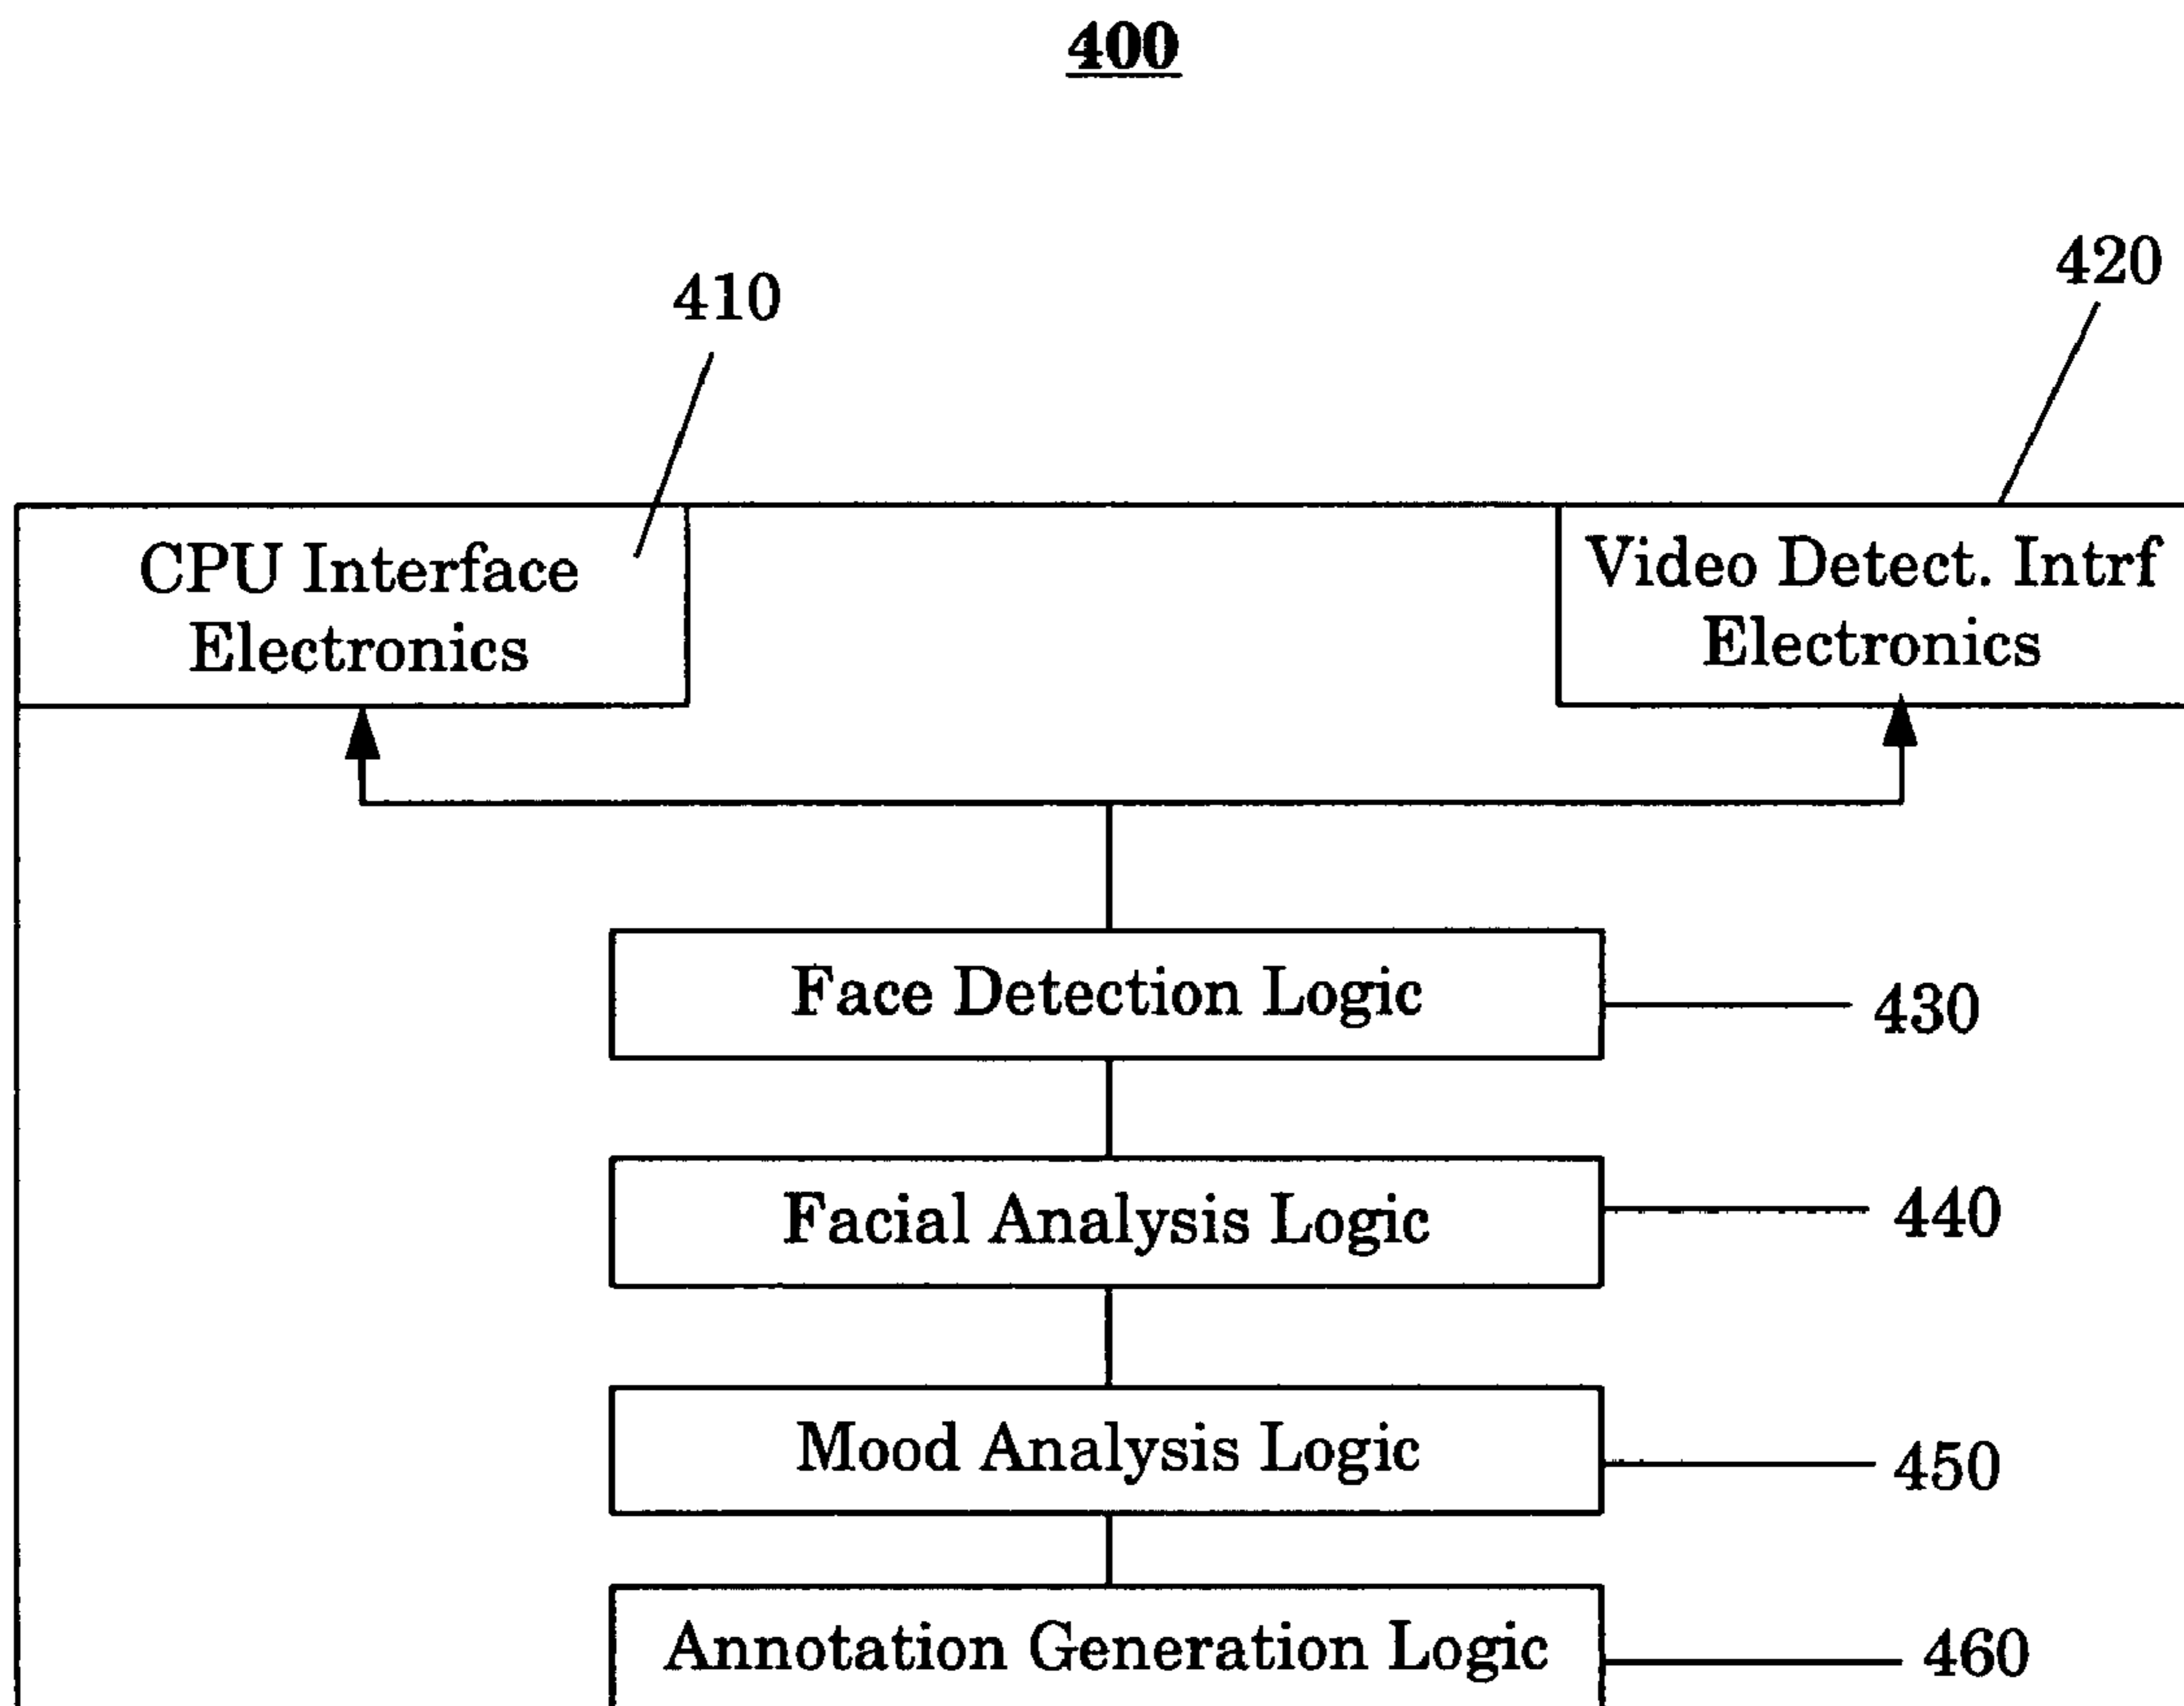 400
410
420
CPU Interface
Electronics
Video Detect. Intrf
Electronics
Face Detection Logic
430
Facial Analysis Logic
440
Mood Analysis Logic
450
Annotation Generation Logic
460